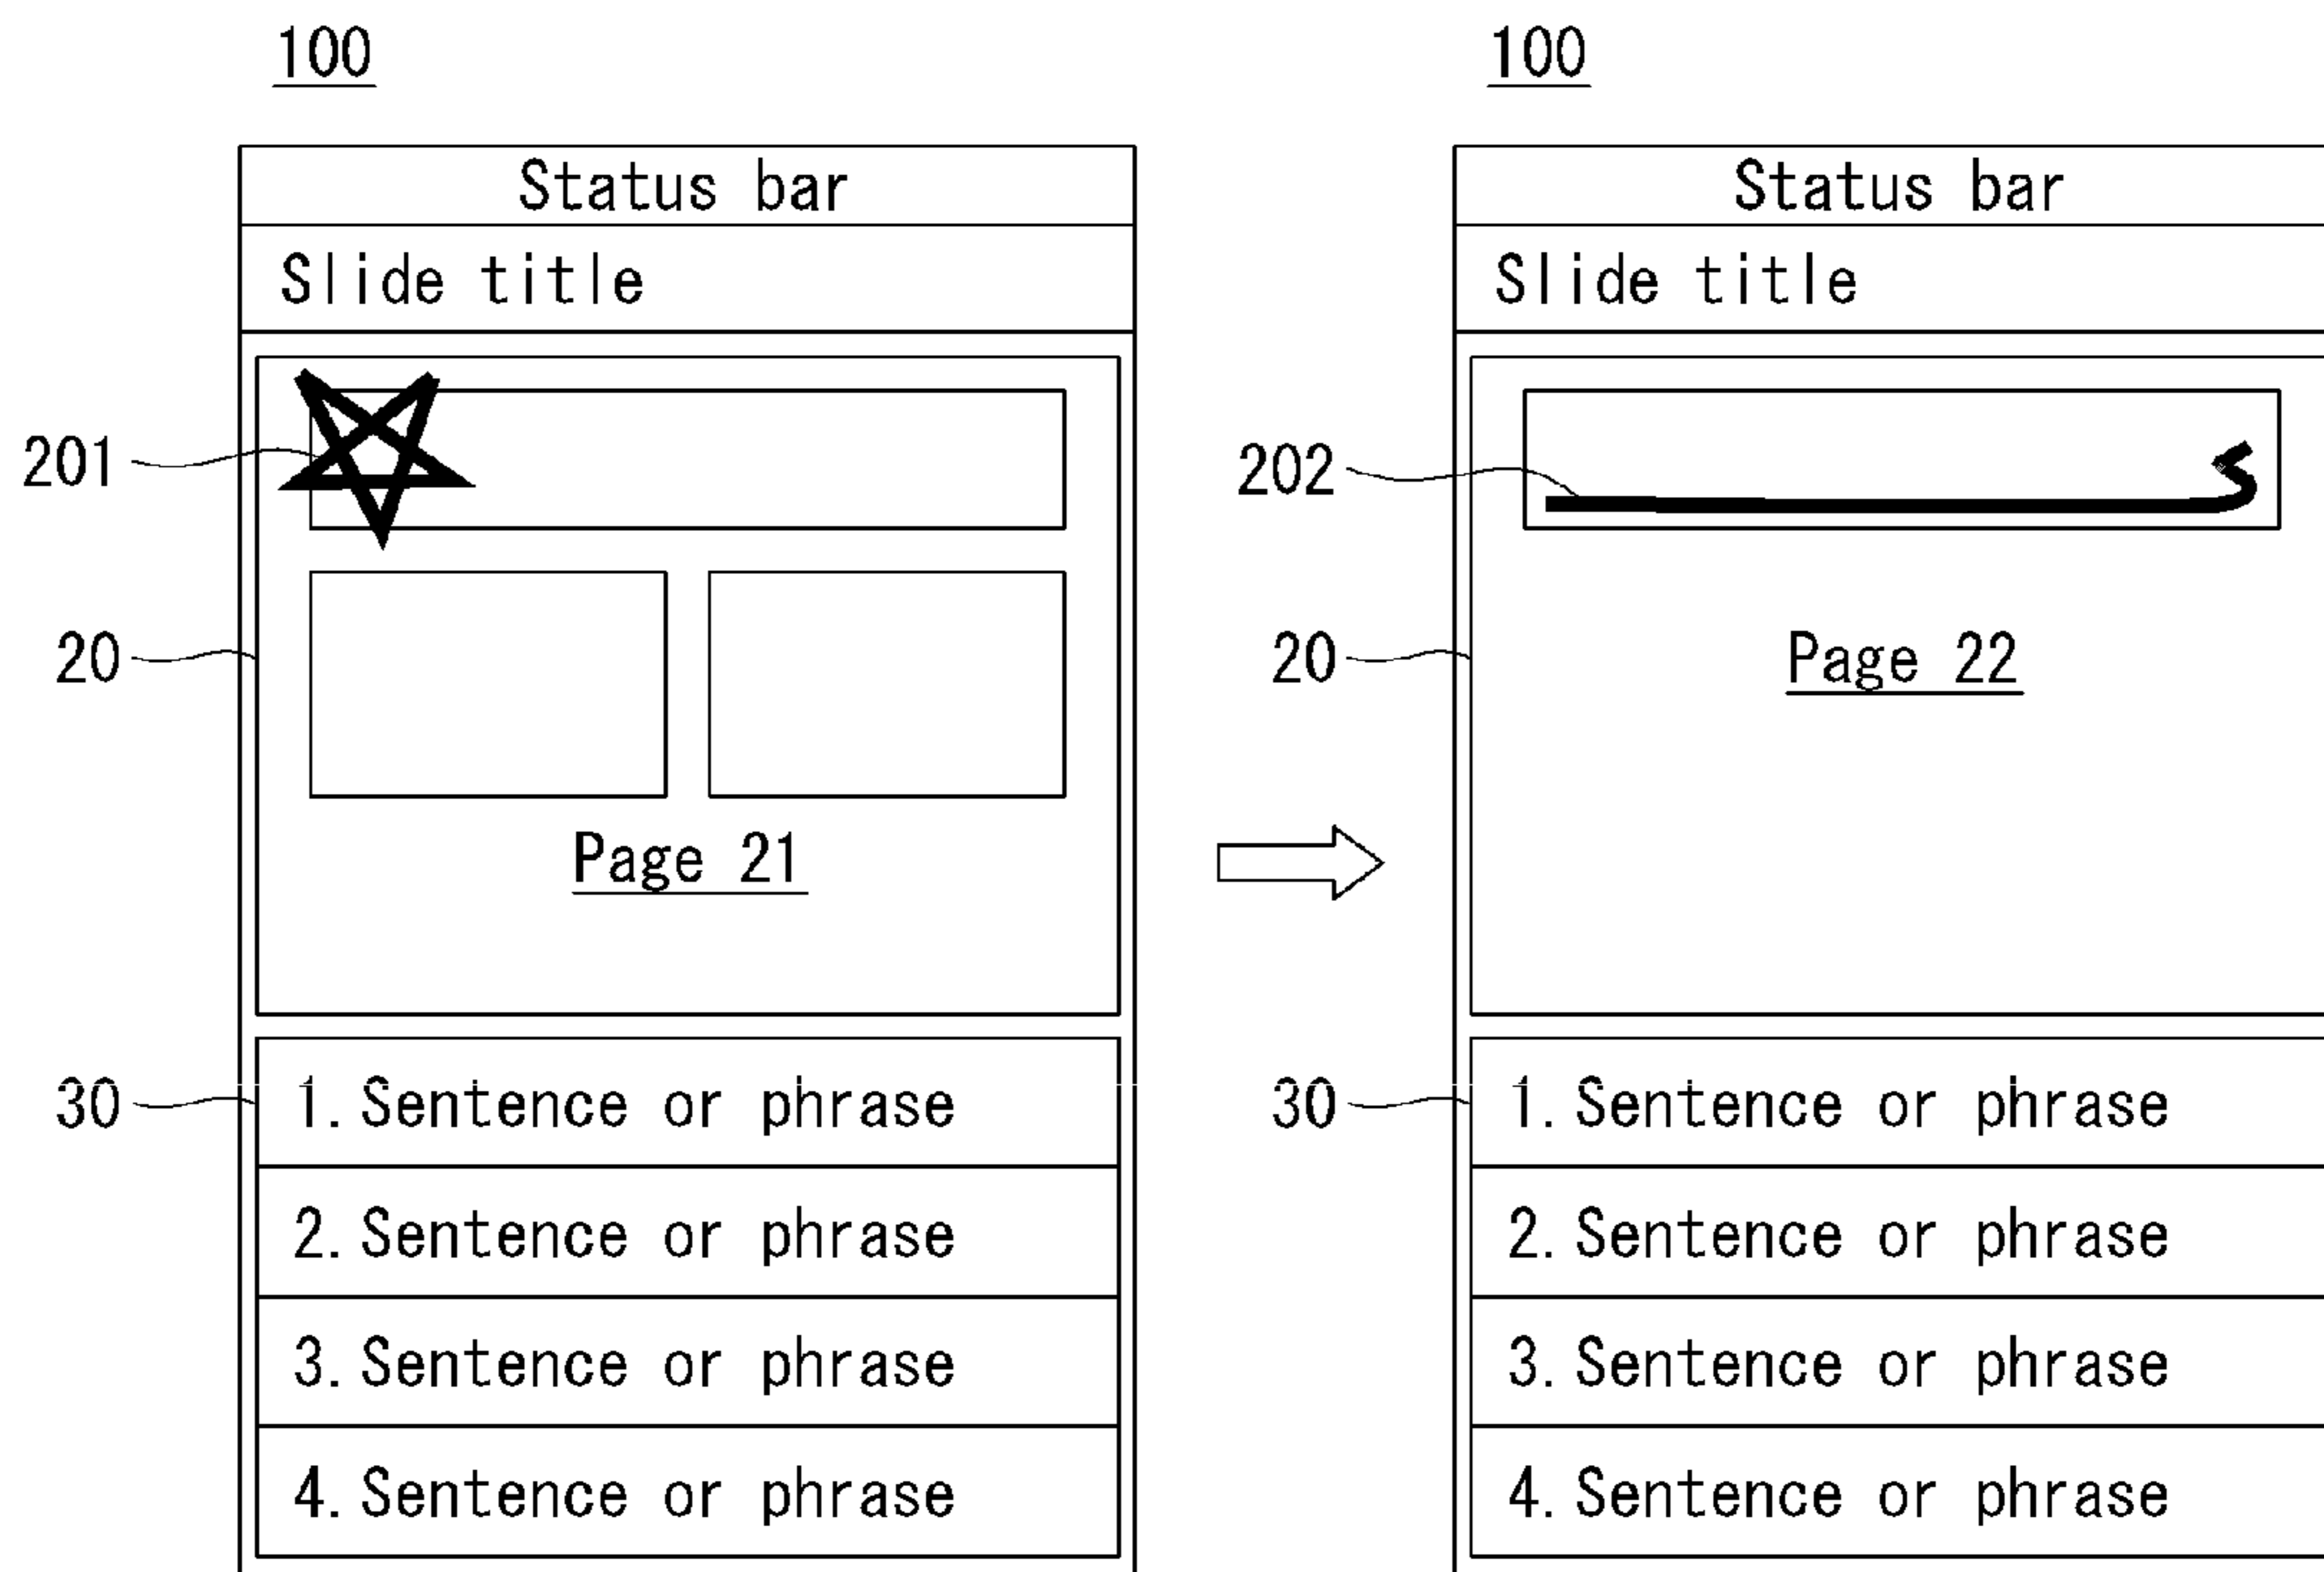 100
Status bar
Slide title
201
20
Page 21
30
1. Sentence or phrase
2. Sentence or phrase
3. Sentence or phrase
4. Sentence or phrase
100
Status bar
Slide title
202
20
Page 22
30
1. Sentence or phrase
2. Sentence or phrase
3. Sentence or phrase
4. Sentence or phrase